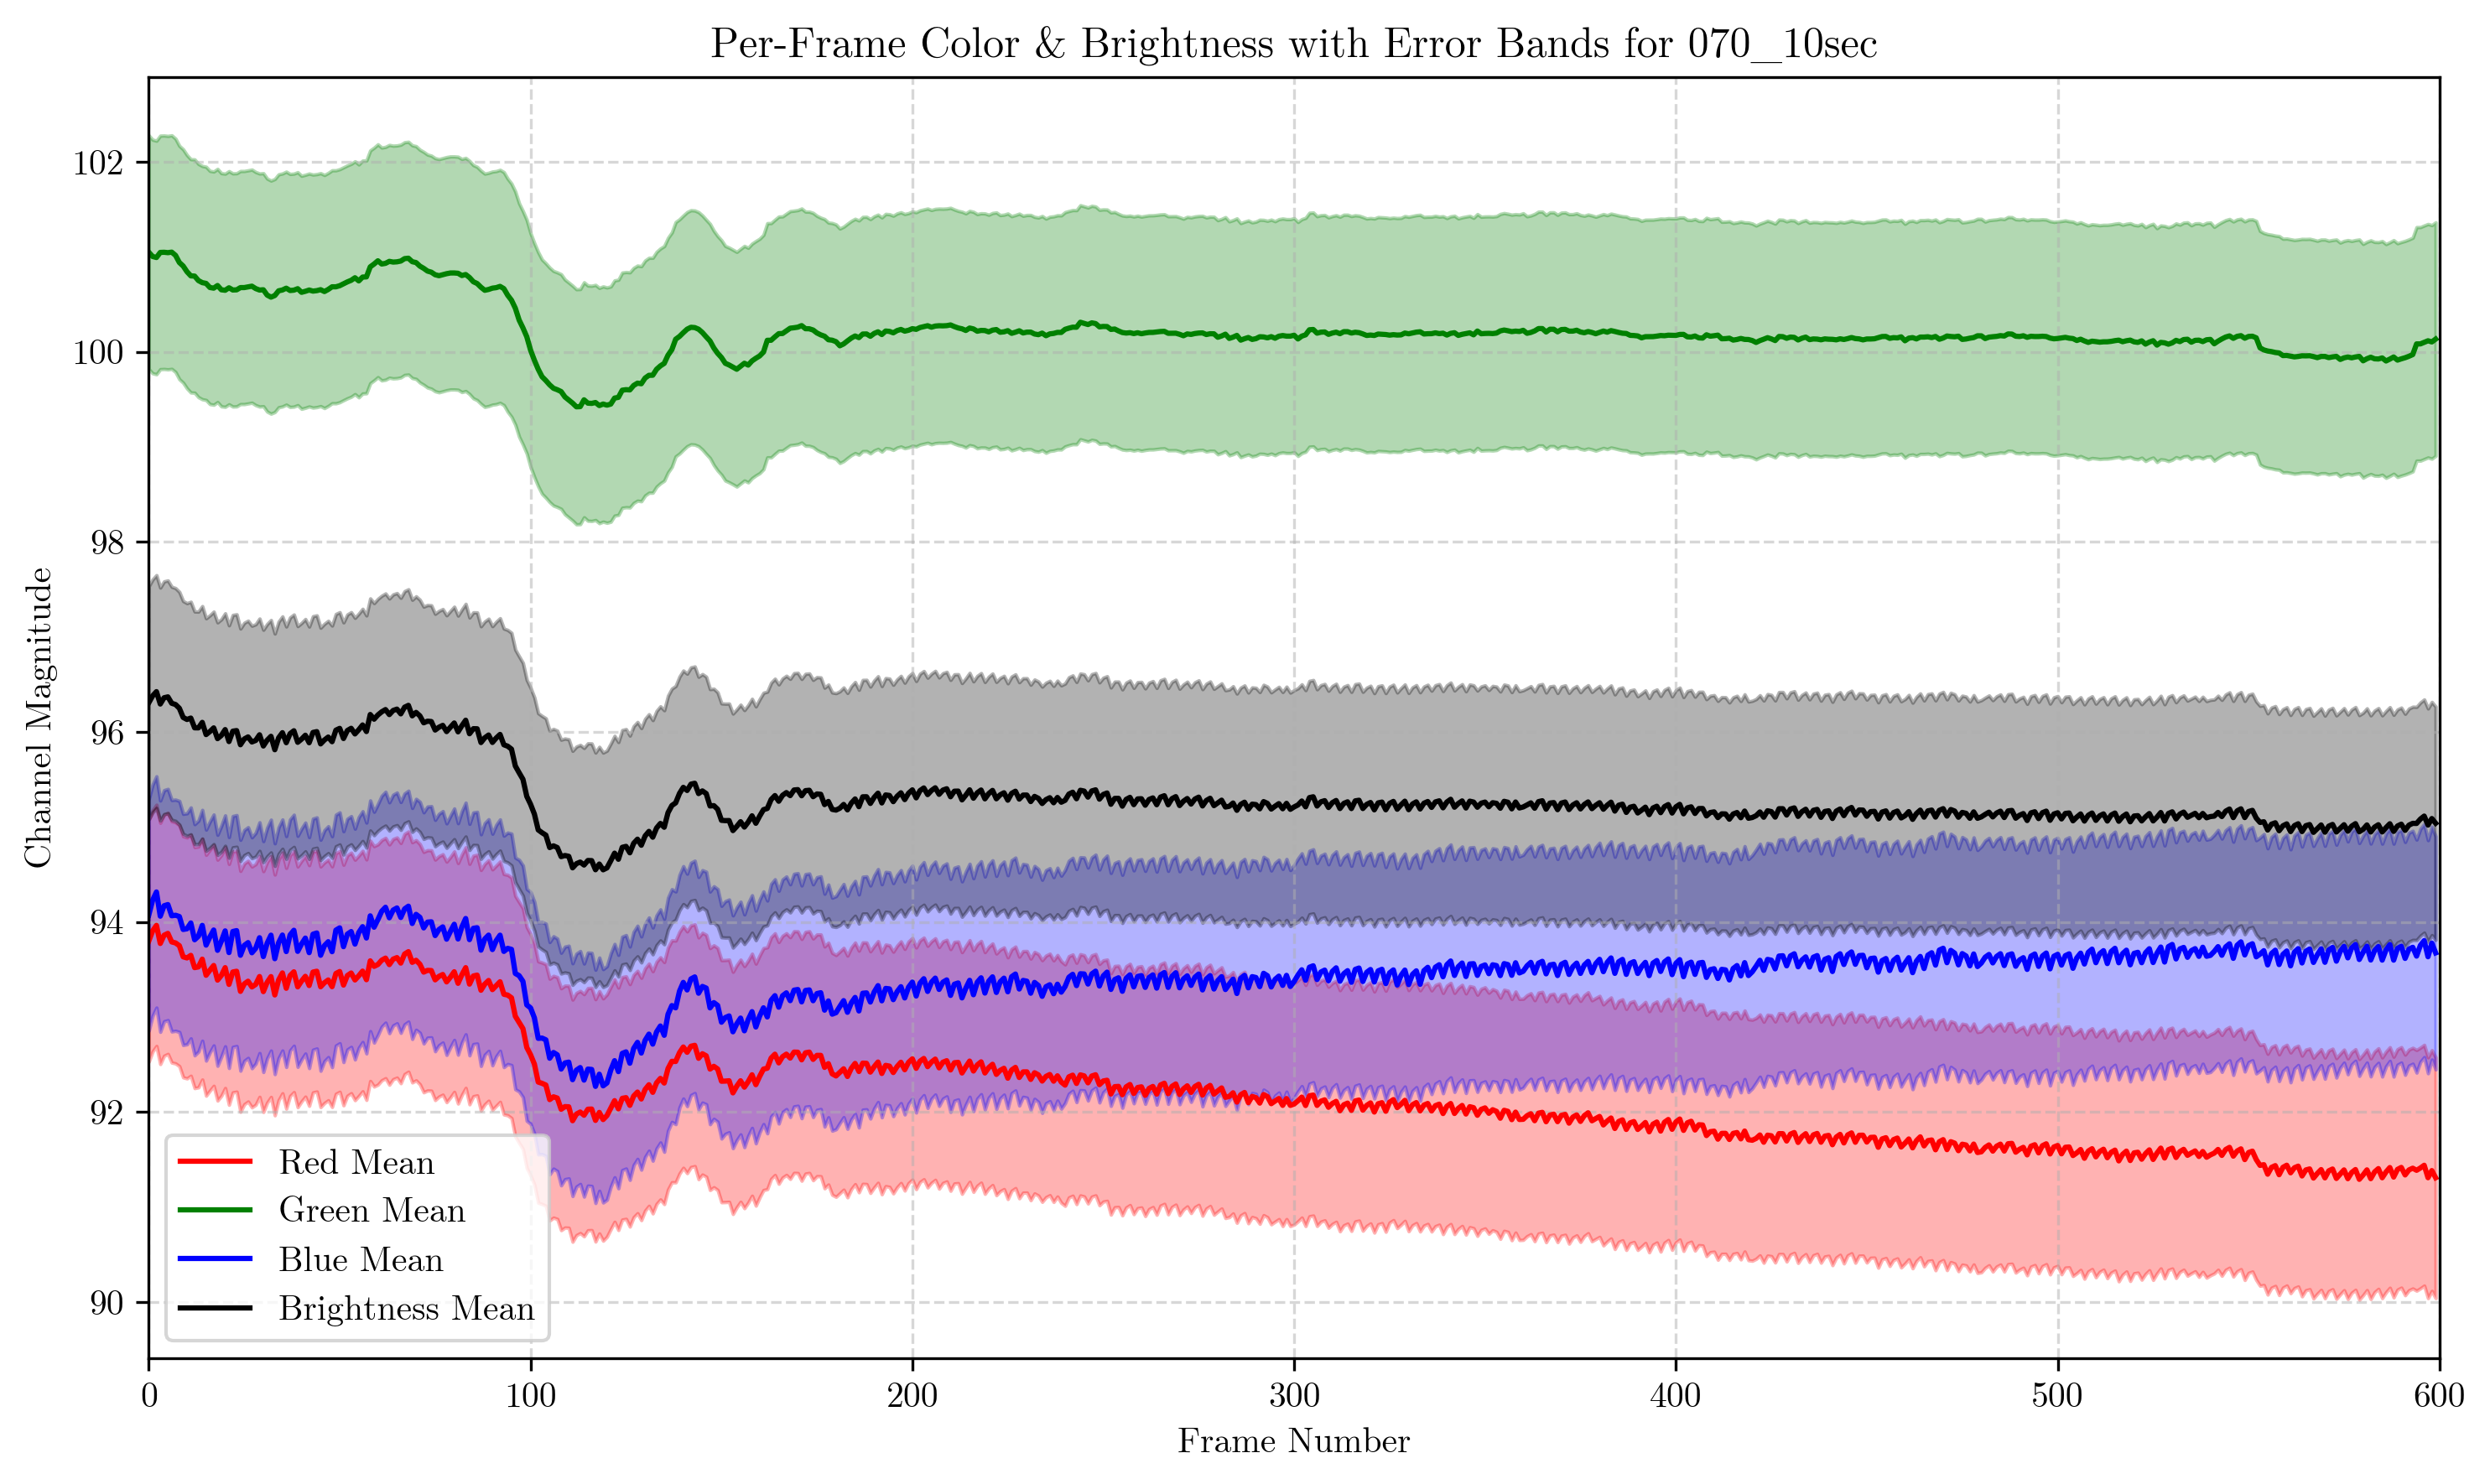 Per-Frame Color & Brightness with Error Bands for 070_10sec
Channel Magnitude
102
100
98
96
94
92
90
Red Mean
Green Mean
Blue Mean
Brightness Mean
0 100 200 300 400 500 600
Frame Number